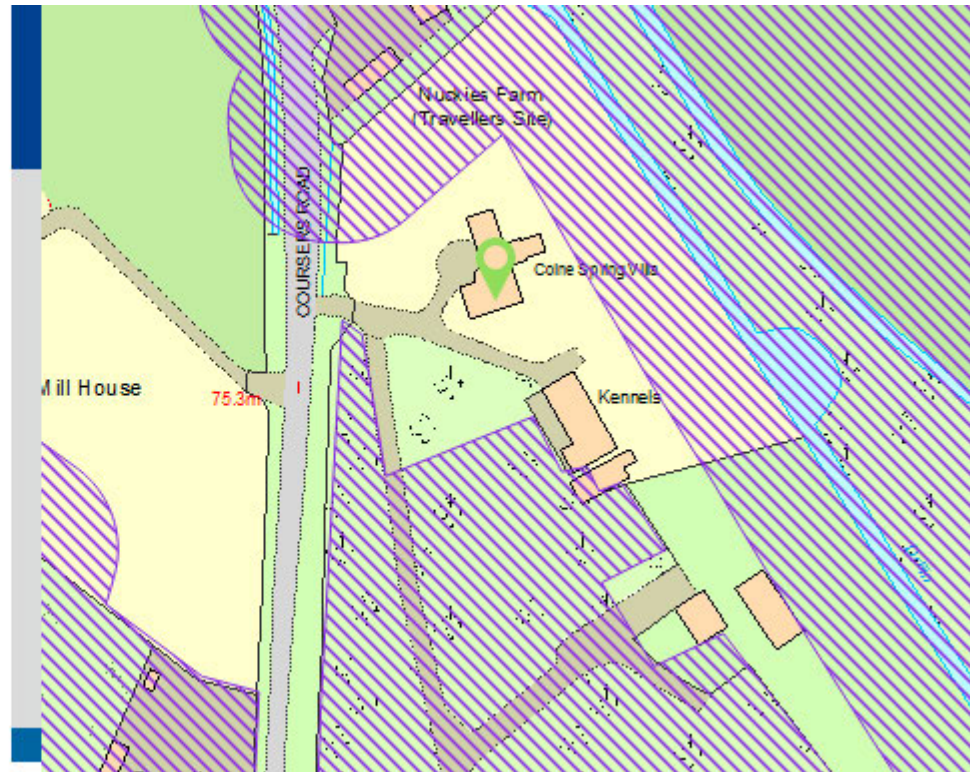 Nuckies Farm
(Travellers Site)
COURSERS ROAD
Colne Spring Villa
Mill House
75.3m
Kennels